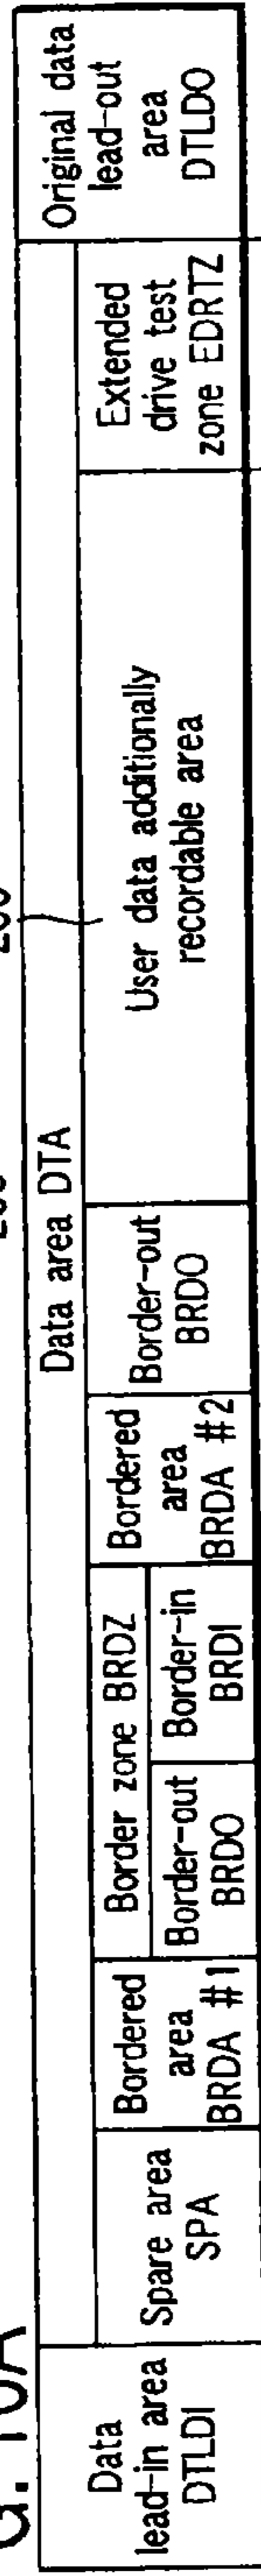 Data
lead-in area
DTLDI
Data area DTA
Spare area
SPA
Bordered
area
BRDA #1
Border zone BRDZ
Border-out
BRDO
Border-in
BRDI
Bordered
area
BRDA #2
Border-out
BRDO
User data additionally
recordable area
Extended
drive test
zone EDRTZ
Original data
lead-out
area
DTLDO